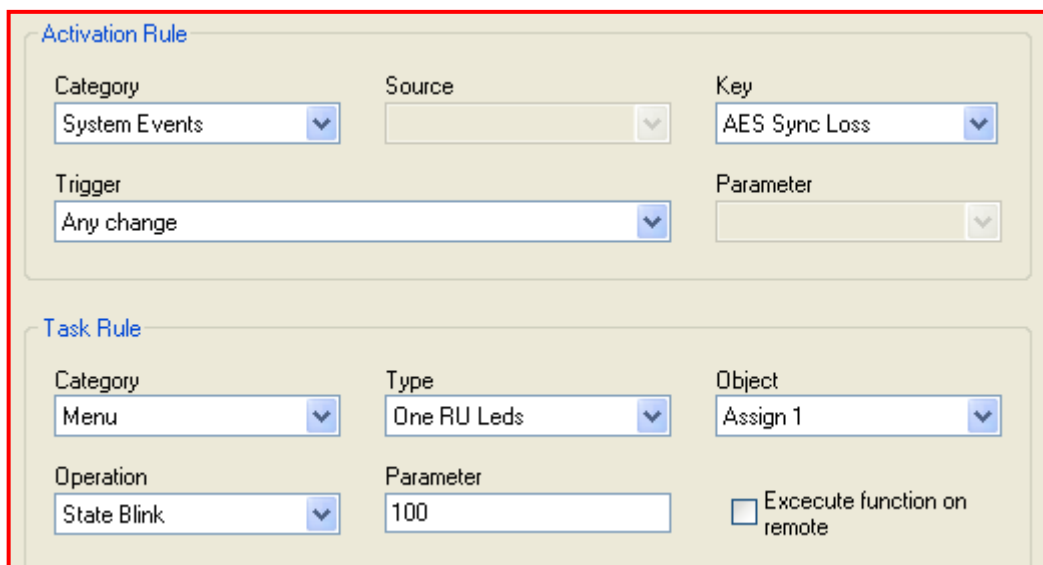 Activation Rule
Category Source Key
System Events AES Sync Loss
Trigger Parameter
Any change
Task Rule
Category Type Object
Menu One RU Leds Assign 1
Operation Parameter
State Blink 100 Excecute function on
remote